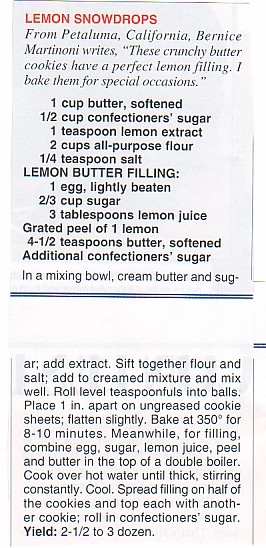 LEMON SNOWDROPS
From Petaluma, California, Bernice
Martinoni writes, “These crunchy butter
cookies have a perfect lemon filling. I
bake them for special occasions.”
1 cup butter, softened
1/2 cup confectioners' sugar
1 teaspoon lemon extract
2 cups all-purpose flour
1/4 teaspoon salt
LEMON BUTTER FILLING:
1 egg, lightly beaten
2/3 cup sugar
3 tablespoons lemon juice
Grated peel of 1 lemon
4-1/2 teaspoons butter, softened
Additional confectioners' sugar
In a mixing bowl, cream butter and sug-
ar; add extract. Sift together flour and
salt; add to creamed mixture and mix
well. Roll level teaspoonfuls into balls.
Place 1 in. apart on ungreased cookie
sheets; flatten slightly. Bake at 350° for
8-10 minutes. Meanwhile, for filling,
combine egg, sugar, lemon juice, peel
and butter in the top of a double boiler.
Cook over hot water until thick, stirring
constantly. Cool. Spread filling on half of
the cookies and top each with anoth-
er cookie; roll in confectioners' sugar.
Yield: 2-1/2 to 3 dozen.